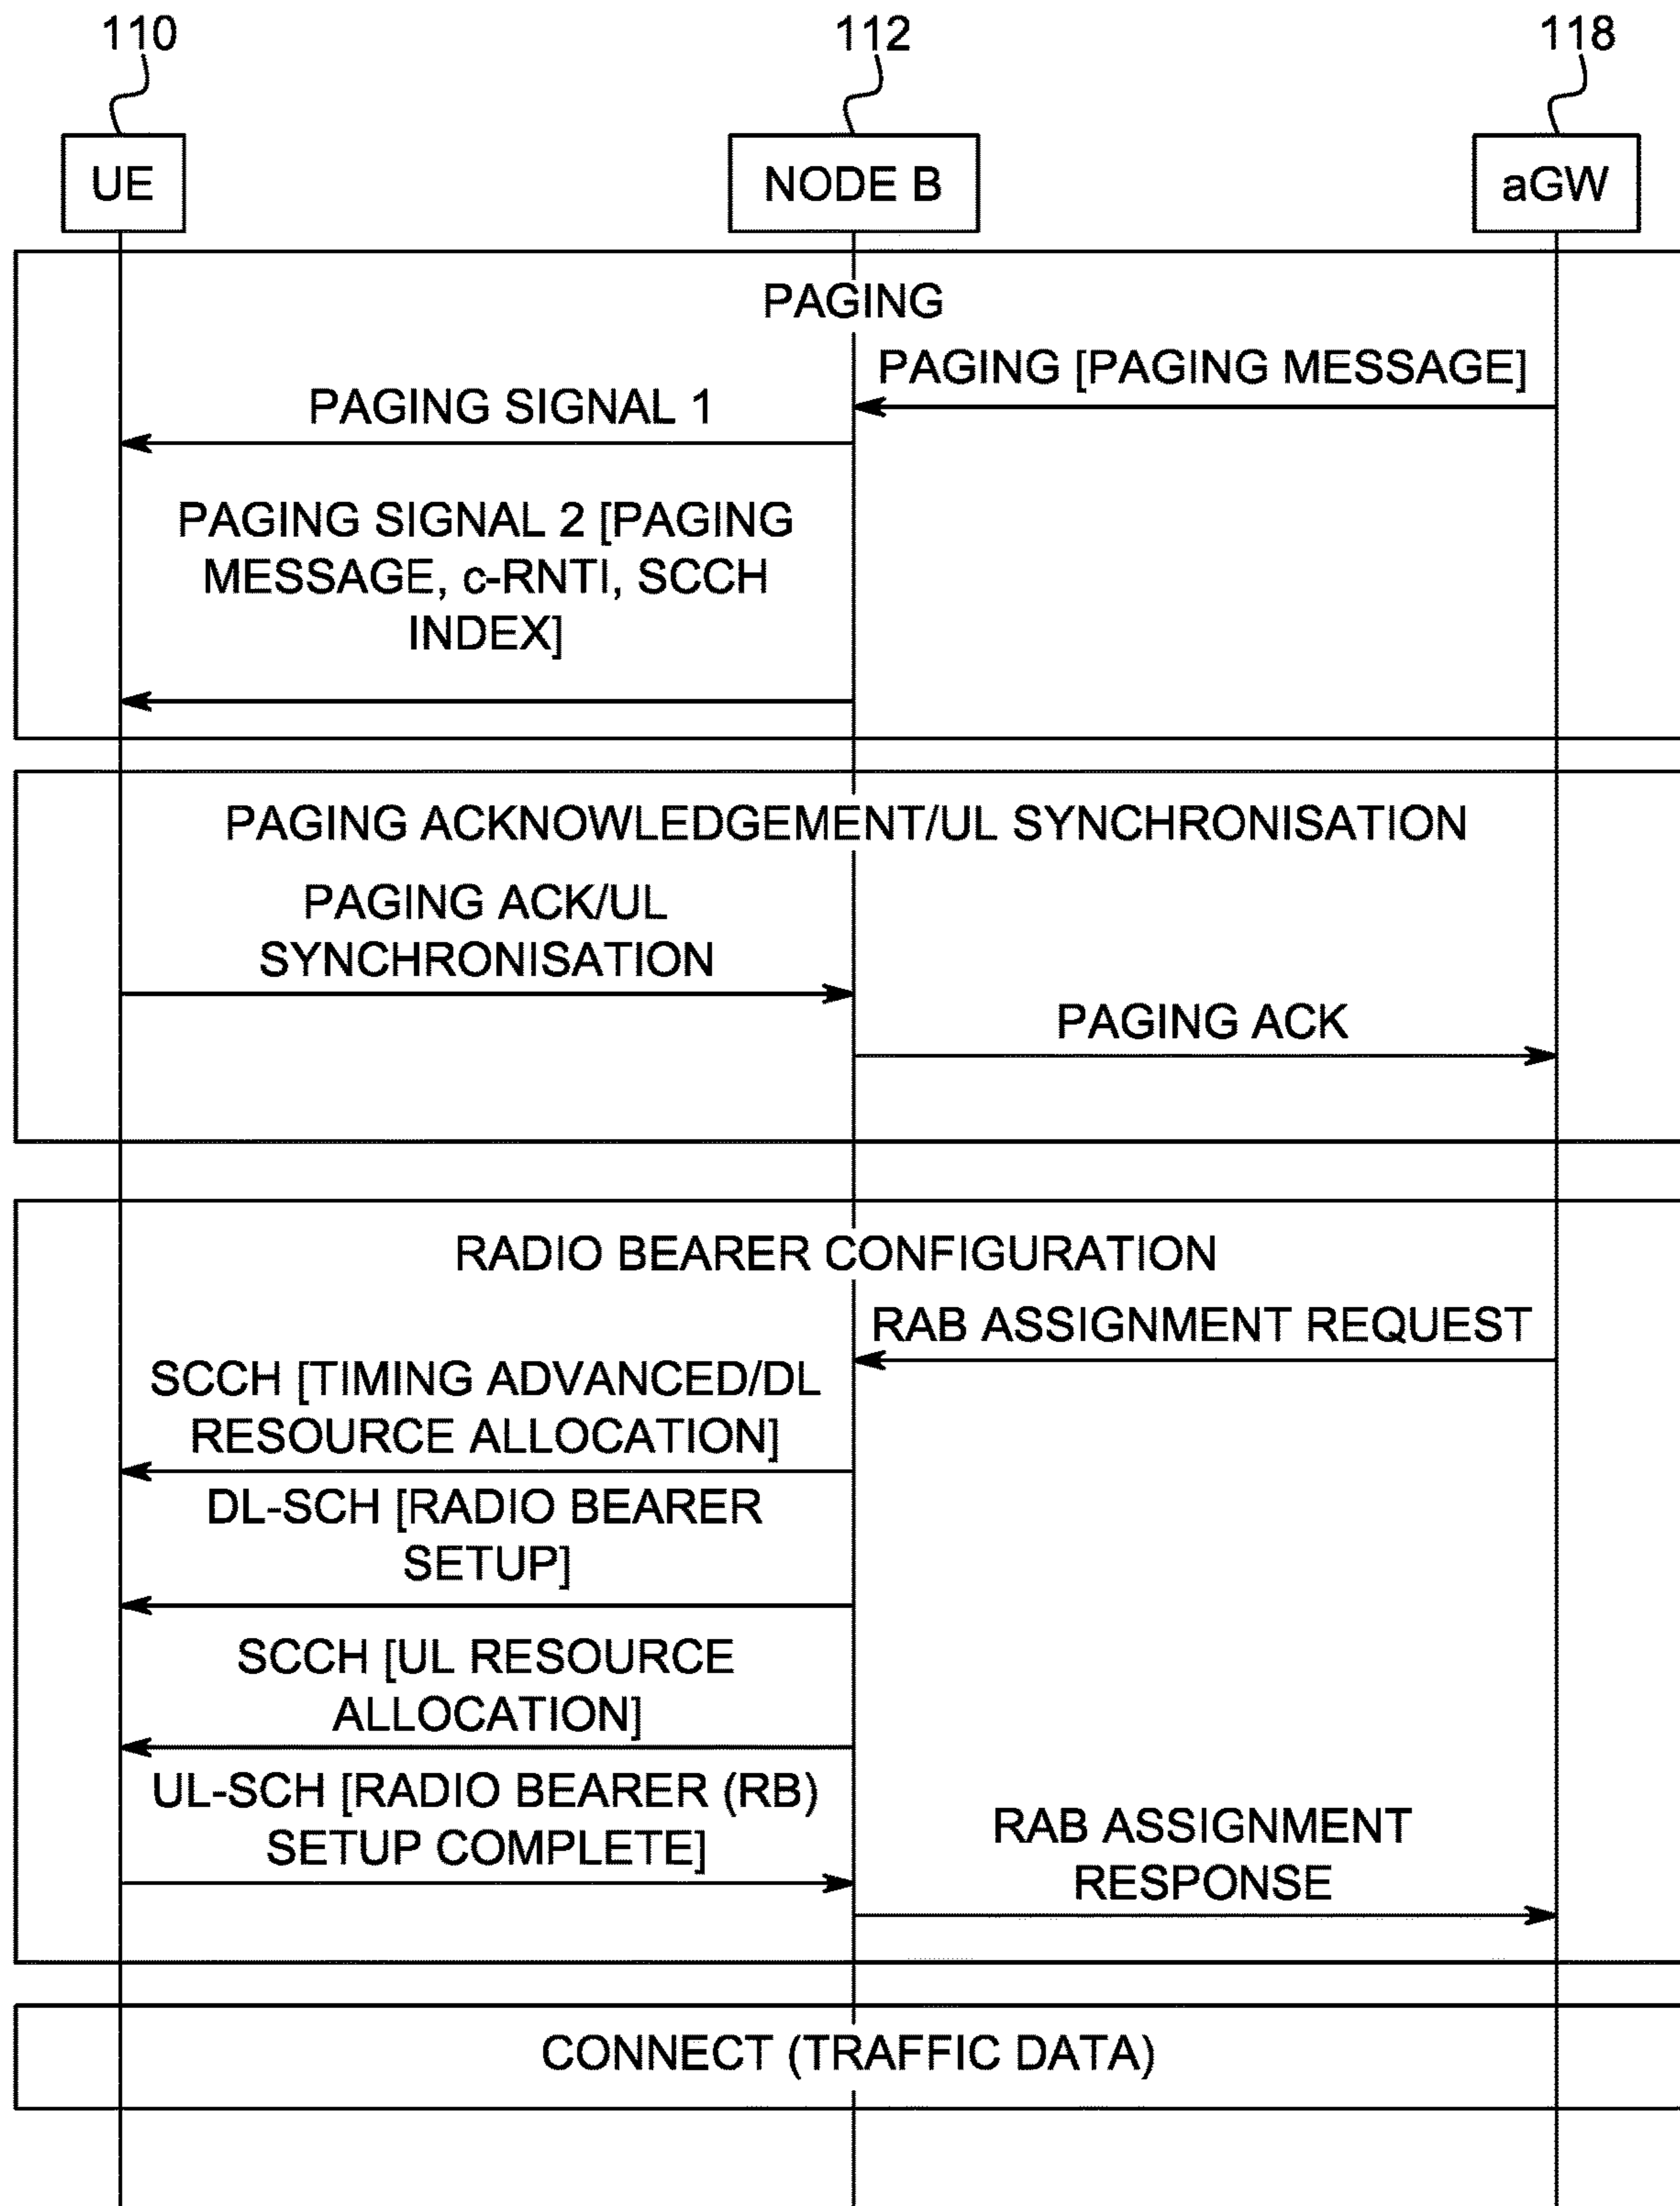 110
112
118
UE
NODE B
aGW
PAGING
PAGING [PAGING MESSAGE]
PAGING SIGNAL 1
PAGING SIGNAL 2 [PAGING
MESSAGE, c-RNTI, SCCH
INDEX]
PAGING ACKNOWLEDGEMENT/UL SYNCHRONISATION
PAGING ACK/UL
SYNCHRONISATION
PAGING ACK
RADIO BEARER CONFIGURATION
RAB ASSIGNMENT REQUEST
SCCH [TIMING ADVANCED/DL
RESOURCE ALLOCATION]
DL-SCH [RADIO BEARER
SETUP]
SCCH [UL RESOURCE
ALLOCATION]
UL-SCH [RADIO BEARER (RB)
SETUP COMPLETE]
RAB ASSIGNMENT
RESPONSE
CONNECT (TRAFFIC DATA)